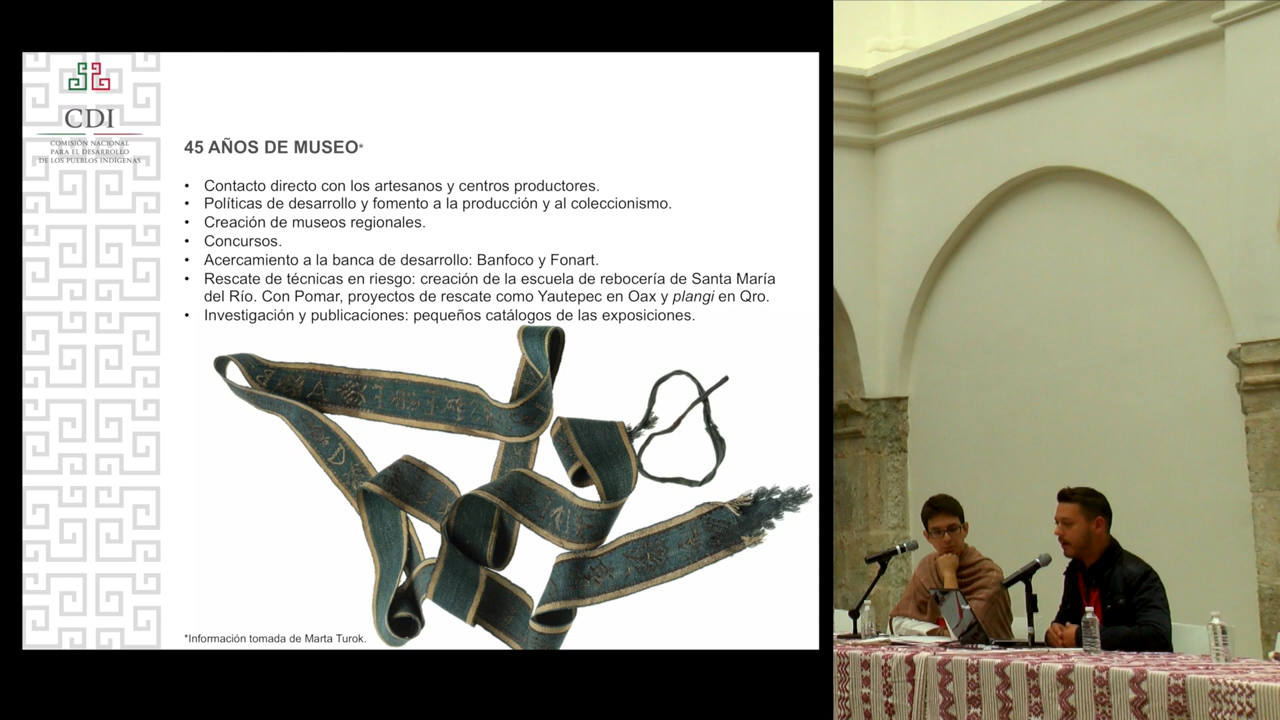 CDI
COMISIÓN NACIONAL
PARA EL DESARROLLO
DE LOS PUEBLOS INDÍGENAS
45 AÑOS DE MUSEO*
• Contacto directo con los artesanos y centros productores.
• Políticas de desarrollo y fomento a la producción y al coleccionismo.
• Creación de museos regionales.
• Concursos.
• Acercamiento a la banca de desarrollo: Banfoco y Fonart.
• Rescate de técnicas en riesgo: creación de la escuela de rebocería de Santa María
del Río. Con Pomar, proyectos de rescate como Yautepec en Oax y plangi en Qro.
• Investigación y publicaciones: pequeños catálogos de las exposiciones.
*Información tomada de Marta Turok.